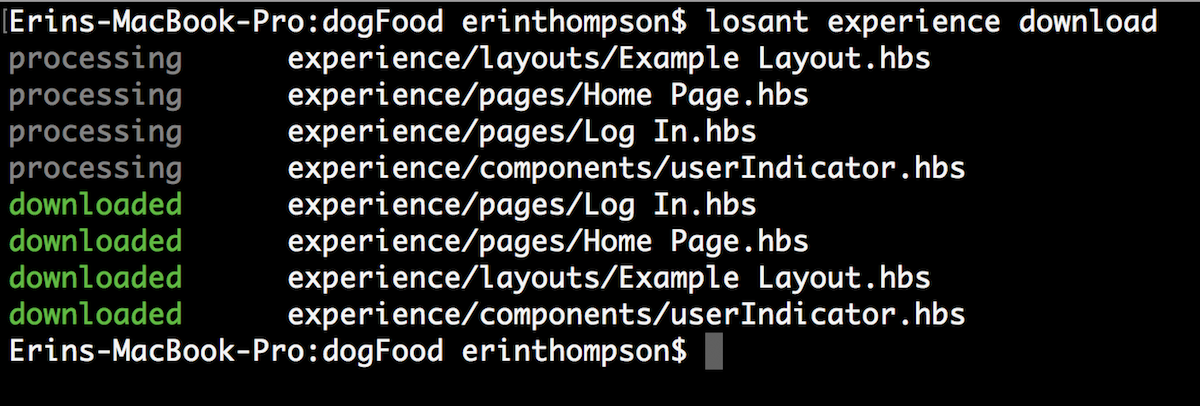 [Erins-MacBook-Pro:dogFood erinthompson$ losant experience download
processing experience/layouts/Example Layout.hbs
processing experience/pages/Home Page.hbs
processing experience/pages/Log In.hbs
processing experience/components/userIndicator.hbs
downloaded experience/pages/Log In.hbs
downloaded experience/pages/Home Page.hbs
downloaded experience/layouts/Example Layout.hbs
downloaded experience/components/userIndicator.hbs
Erins-MacBook-Pro:dogFood erinthompson$